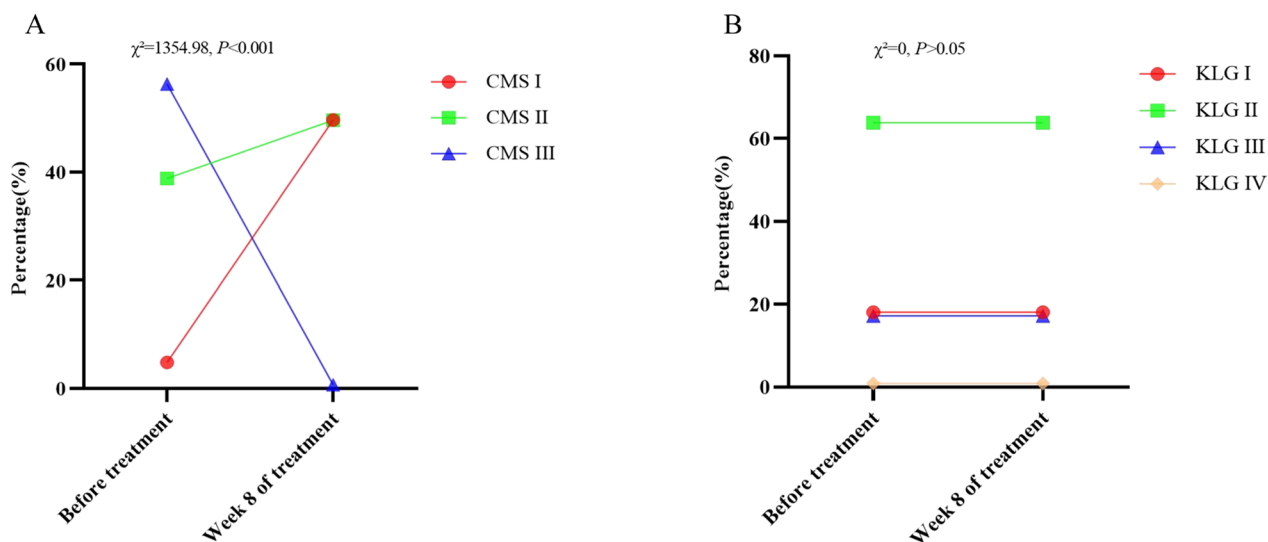 A
χ²=1354.98, P<0.001
60
40
20
0
Percentage(%)
Before treatment
Week 8 of treatment
CMS I
CMS II
CMS III
B
χ²=0, P>0.05
80
60
40
20
0
Percentage(%)
Before treatment
Week 8 of treatment
KLG I
KLG II
KLG III
KLG IV